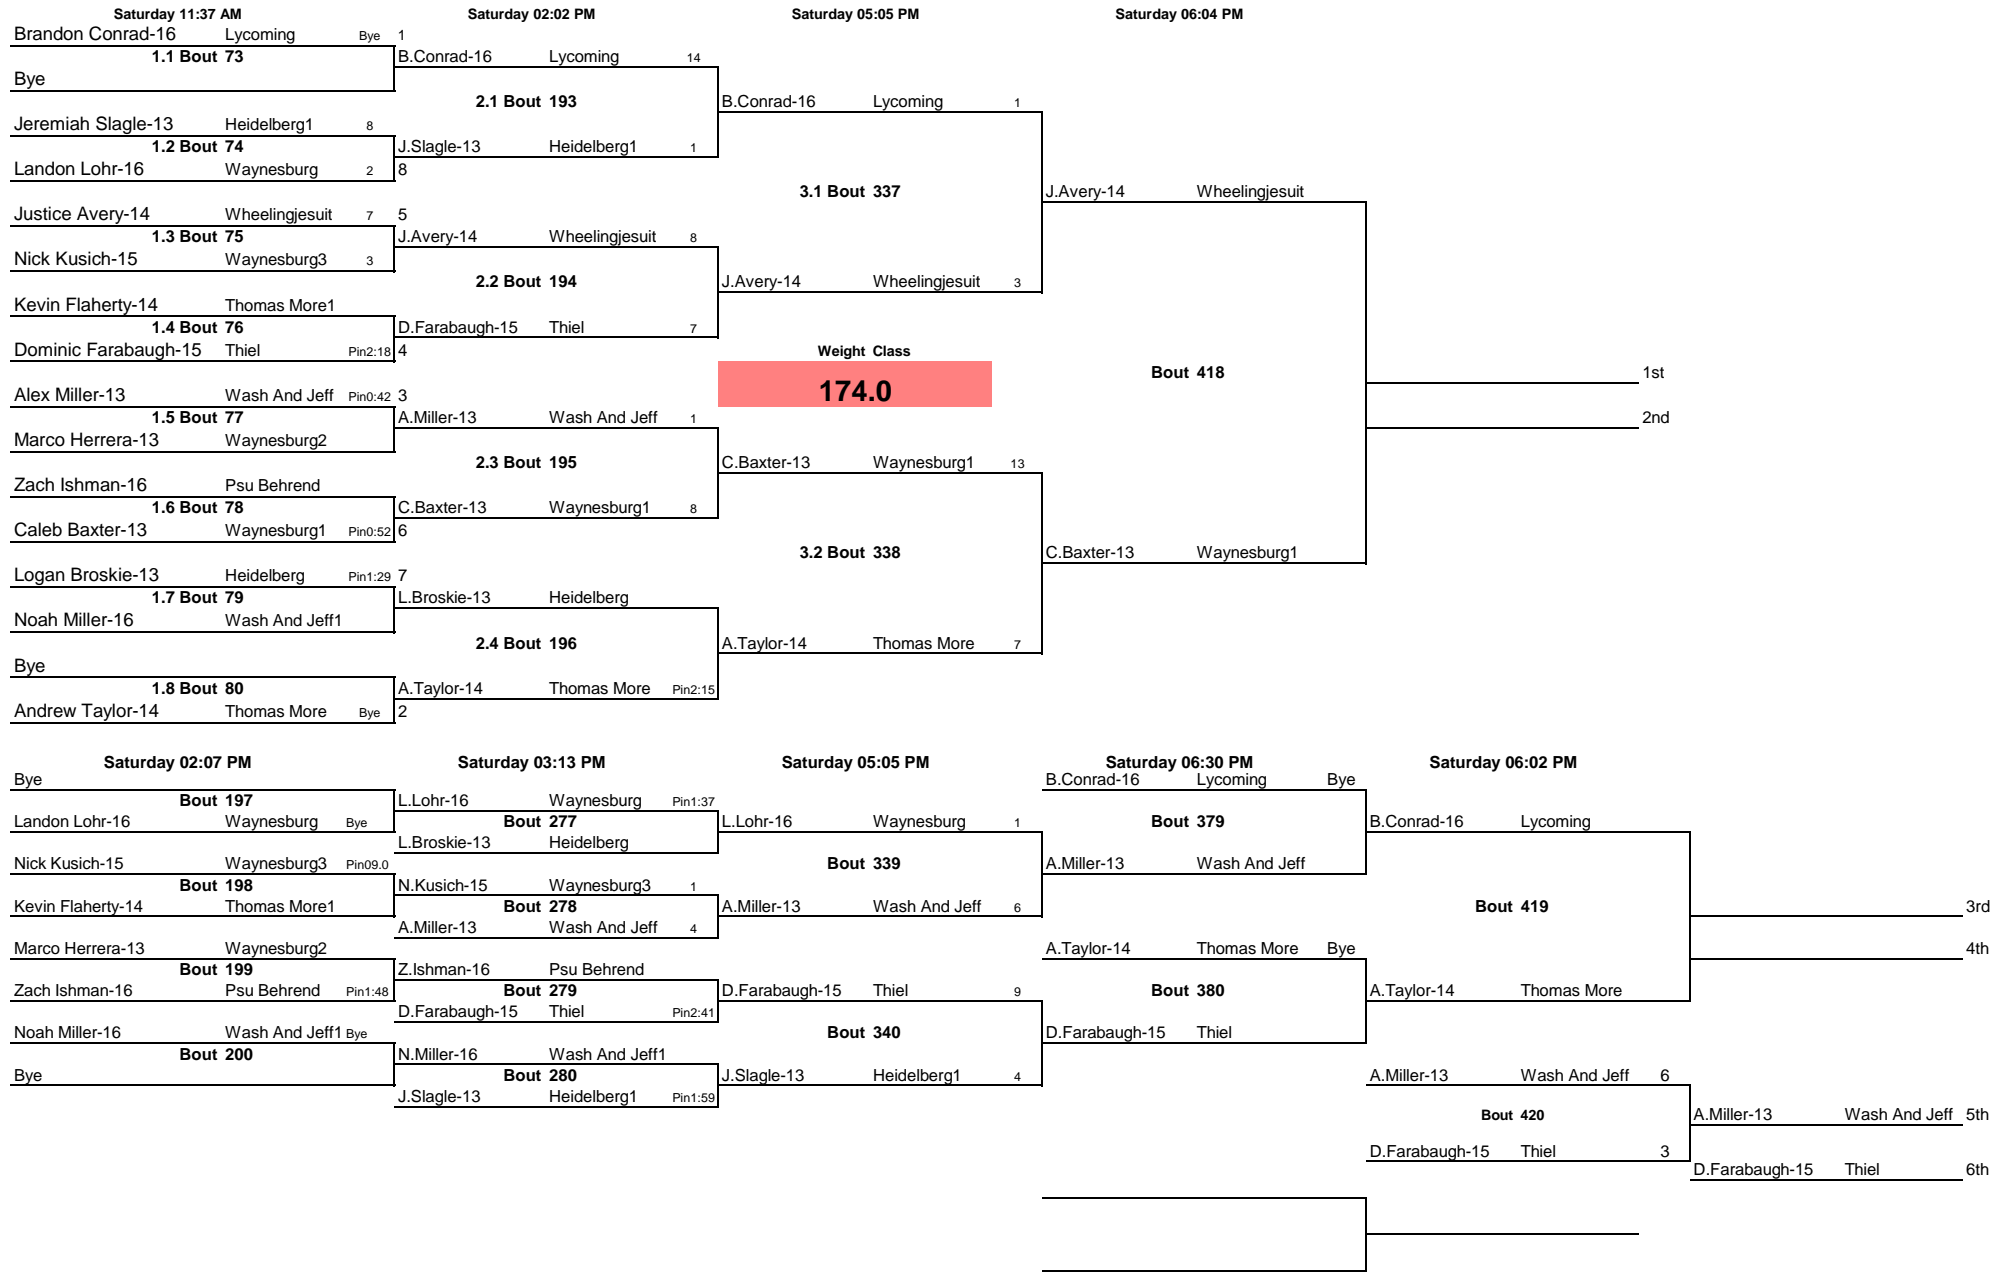 Saturday 11:37 AM Saturday 02:02 PM Saturday 05:05 PM Saturday 06:04 PM
Brandon Conrad-16 Lycoming Bye 1
1.1 Bout 73 B.Conrad-16 Lycoming 14
Bye
2.1 Bout 193 B.Conrad-16 Lycoming 1
Jeremiah Slagle-13 Heidelberg1 8
1.2 Bout 74 J.Slagle-13 Heidelberg1 1
Landon Lohr-16 Waynesburg 2 8
3.1 Bout 337 J.Avery-14 Wheelingjesuit
Justice Avery-14 Wheelingjesuit 7 5
1.3 Bout 75 J.Avery-14 Wheelingjesuit 8
Nick Kusich-15 Waynesburg3 3
2.2 Bout 194 J.Avery-14 Wheelingjesuit 3
Kevin Flaherty-14 Thomas More1
1.4 Bout 76 D.Farabaugh-15 Thiel 7
Dominic Farabaugh-15 Thiel Pin2:18 4 Weight Class
Bout 418 1st
Alex Miller-13 Wash And Jeff Pin0:42 3 174.0
1.5 Bout 77 A.Miller-13 Wash And Jeff 1 2nd
Marco Herrera-13 Waynesburg2
2.3 Bout 195 C.Baxter-13 Waynesburg1 13
Zach Ishman-16 Psu Behrend
1.6 Bout 78 C.Baxter-13 Waynesburg1 8
Caleb Baxter-13 Waynesburg1 Pin0:52 6
3.2 Bout 338 C.Baxter-13 Waynesburg1
Logan Broskie-13 Heidelberg Pin1:29 7
1.7 Bout 79 L.Broskie-13 Heidelberg
Noah Miller-16 Wash And Jeff1
2.4 Bout 196 A.Taylor-14 Thomas More 7
Bye
1.8 Bout 80 A.Taylor-14 Thomas More Pin2:15
Andrew Taylor-14 Thomas More Bye 2
Saturday 02:07 PM Saturday 03:13 PM Saturday 05:05 PM Saturday 06:30 PM Saturday 06:02 PM
Bye B.Conrad-16 Lycoming Bye
Bout 197 L.Lohr-16 Waynesburg Pin1:37
Landon Lohr-16 Waynesburg Bye Bout 277 L.Lohr-16 Waynesburg 1 Bout 379 B.Conrad-16 Lycoming
L.Broskie-13 Heidelberg
Nick Kusich-15 Waynesburg3 Pin09.0 Bout 339 A.Miller-13 Wash And Jeff
Bout 198 N.Kusich-15 Waynesburg3 1
Kevin Flaherty-14 Thomas More1 Bout 278 A.Miller-13 Wash And Jeff 6 Bout 419 3rd
A.Miller-13 Wash And Jeff 4
Marco Herrera-13 Waynesburg2 A.Taylor-14 Thomas More Bye 4th
Bout 199 Z.Ishman-16 Psu Behrend
Zach Ishman-16 Psu Behrend Pin1:48 Bout 279 D.Farabaugh-15 Thiel 9 Bout 380 A.Taylor-14 Thomas More
D.Farabaugh-15 Thiel Pin2:41
Noah Miller-16 Wash And Jeff1 Bye Bout 340 D.Farabaugh-15 Thiel
Bout 200 N.Miller-16 Wash And Jeff1
Bye Bout 280 J.Slagle-13 Heidelberg1 4 A.Miller-13 Wash And Jeff 6
J.Slagle-13 Heidelberg1 Pin1:59
Bout 420 A.Miller-13 Wash And Jeff 5th
D.Farabaugh-15 Thiel 3
D.Farabaugh-15 Thiel 6th